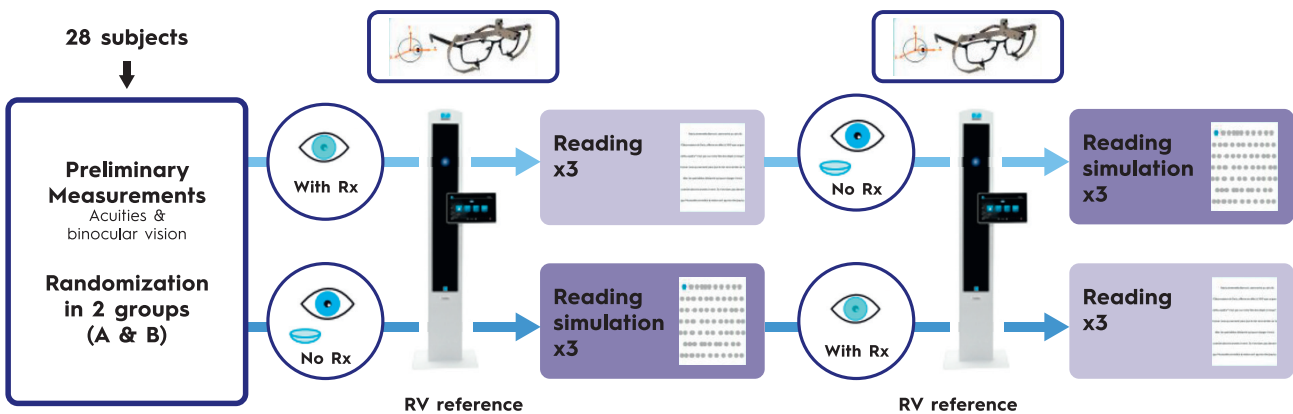 28 subjects
Preliminary
Measurements
Acuities &
binocular vision
Randomization
in 2 groups
(A & B)
With Rx
Reading
x3
No Rx
Reading
simulation
x3
No Rx
Reading
simulation
x3
With Rx
Reading
x3
RV reference
RV reference